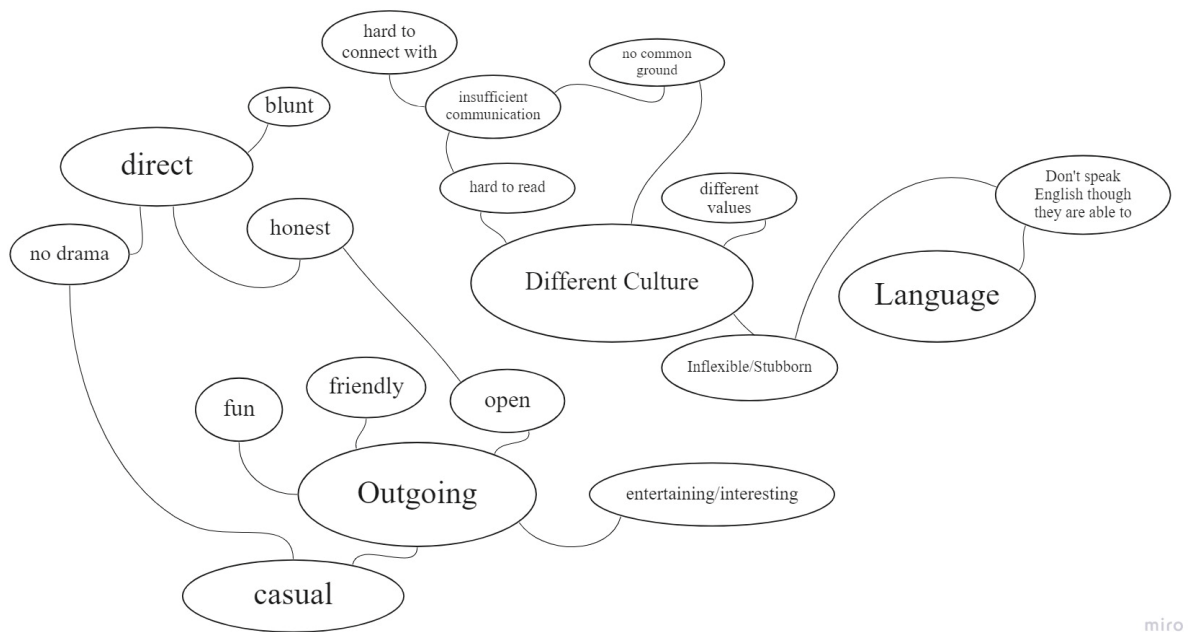 hard to
connect with
no common
ground
insufficient
communication
blunt
direct
hard to read
different
values
Don't speak
English though
they are able to
honest
no drama
Different Culture
Language
Inflexible/Stubborn
friendly
fun
open
Outgoing
entertaining/interesting
casual
miro